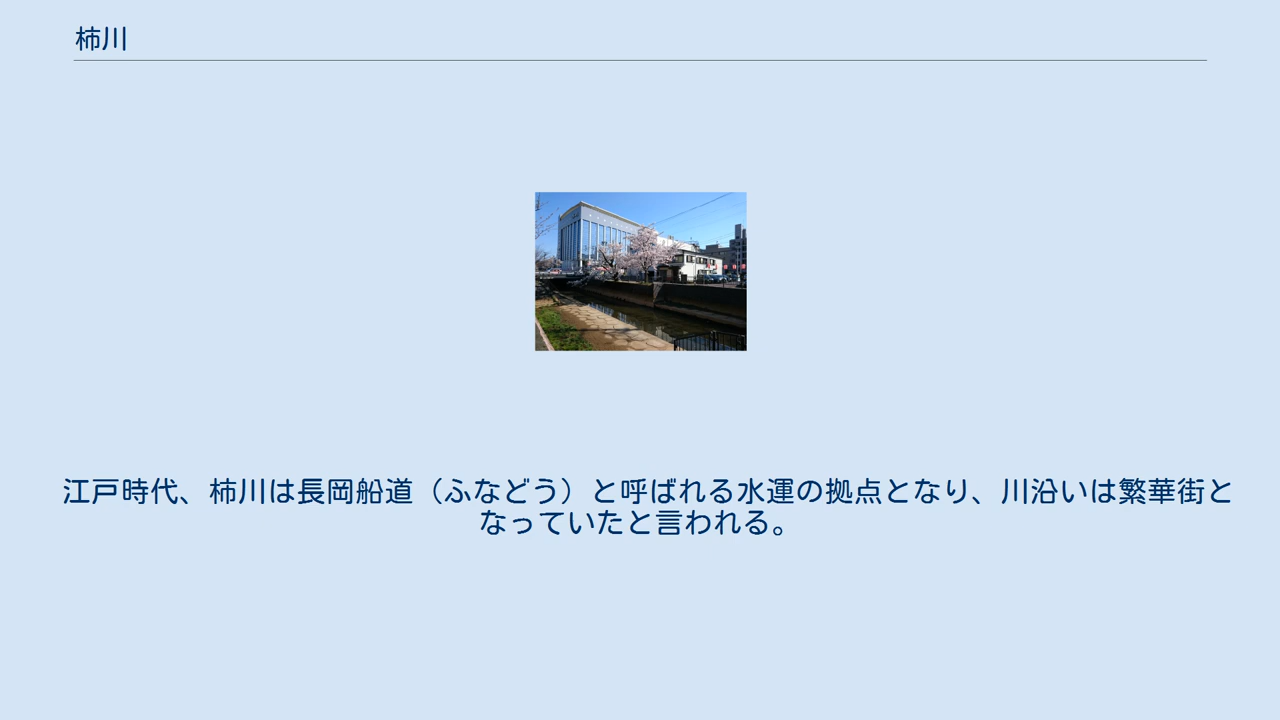 柿川
江戸時代、柿川は長岡船道（ふなどう）と呼ばれる水運の拠点となり、川沿いは繁華街と
なっていたと言われる。